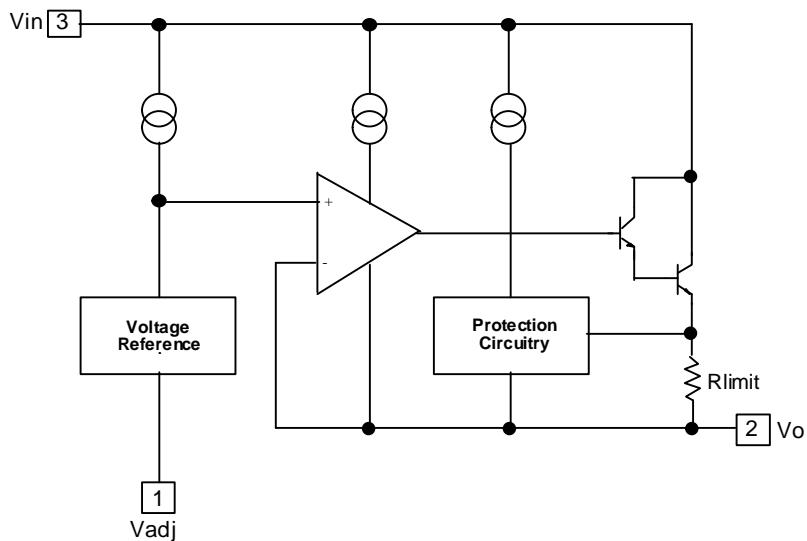 Vin 3
+
-
Voltage
Reference
Protection
Circuitry
Rlimit
2 Vo
1
Vadj